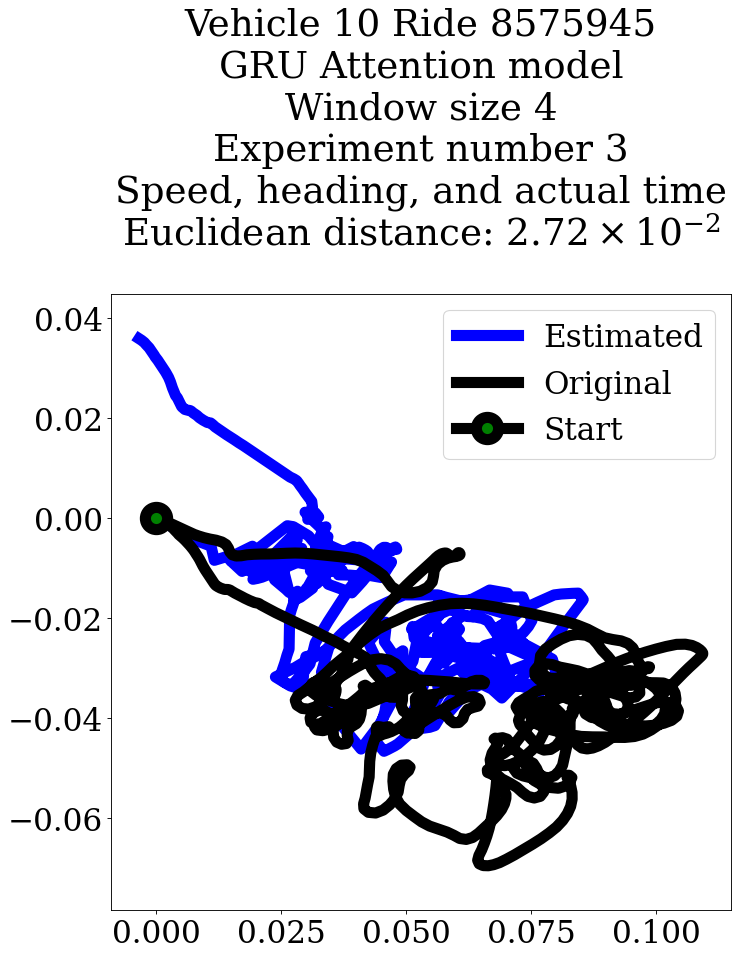 Vehicle 10 Ride 8575945
GRU Attention model
Window size 4
Experiment number 3
Speed, heading, and actual time
Euclidean distance: 2.72 × 10⁻²
Estimated
Original
Start
0.04
0.02
0.00
−0.02
−0.04
−0.06
0.000 0.025 0.050 0.075 0.100